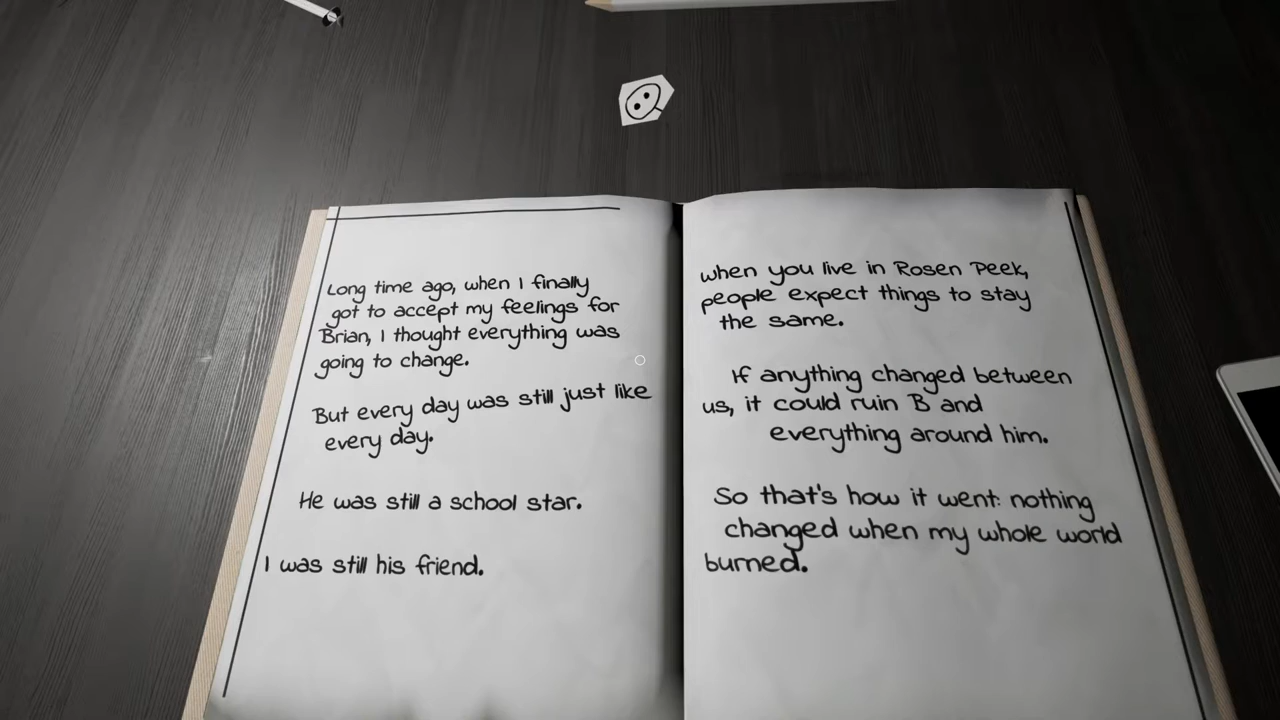 Long time ago, when I finally
got to accept my feelings for
Brian, I thought everything was
going to change.
But every day was still just like
every day.
He was still a school star.
I was still his friend.
when you live in Rosen Peek,
people expect things to stay
the same.
If anything changed between
us, it could ruin B and
everything around him.
So that's how it went: nothing
changed when my whole world
burned.